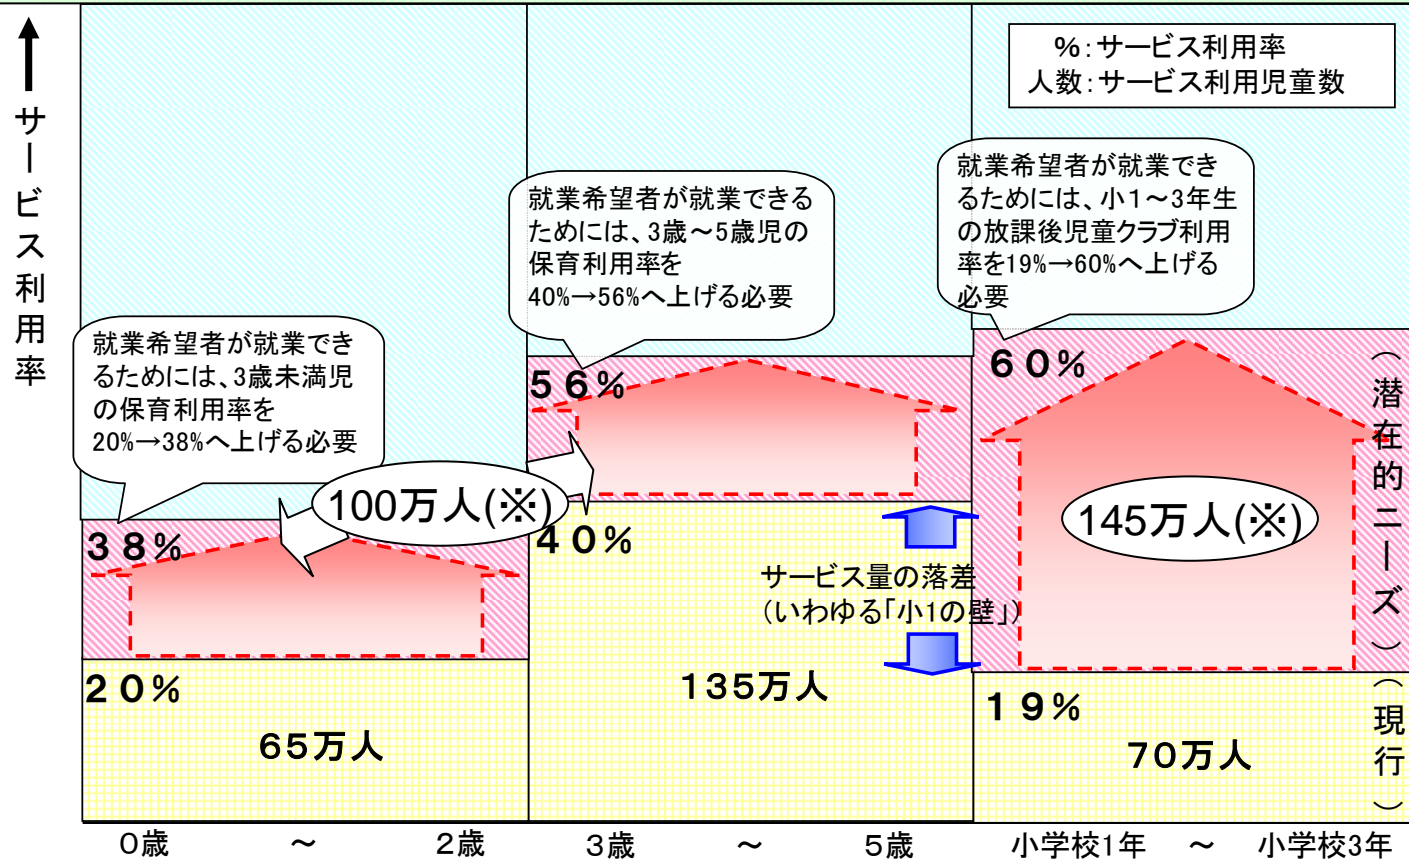 サービス利用率
%:サービス利用率
人数:サービス利用児童数
就業希望者が就業でき
るためには、3歳未満児
の保育利用率を
20%→38%へ上げる必要
就業希望者が就業できる
ためには、3歳～5歳児の
保育利用率を
40%→56%へ上げる必要
就業希望者が就業でき
るためには、小1～3年生
の放課後児童クラブ利用
率を19%→60%へ上げる
必要
38%
56%
60%
100万人(※)
145万人(※)
(潜在的ニーズ)
40%
サービス量の落差
(いわゆる「小1の壁」)
20%
65万人
135万人
19%
70万人
(現行)
0歳 ～ 2歳 3歳 ～ 5歳 小学校1年 ～ 小学校3年